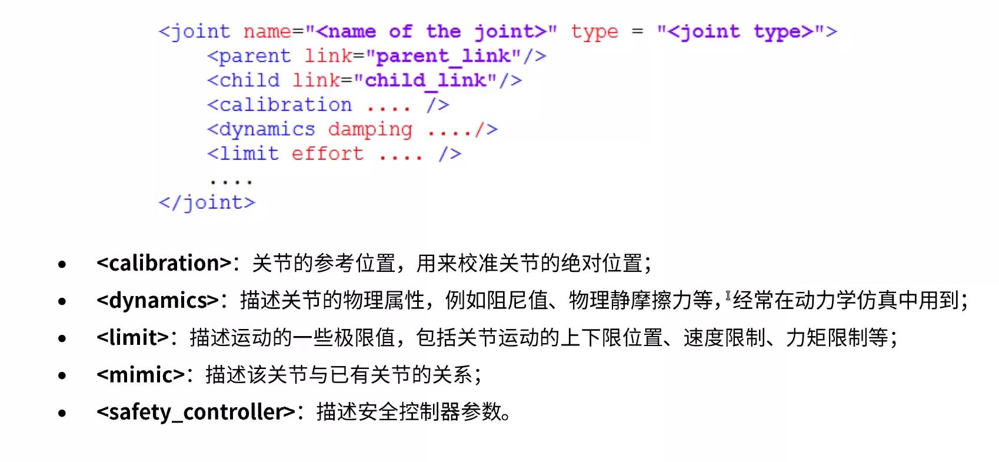 <joint name="<name of the joint>" type = "<joint type>">
<parent link="parent_link"/>
<child link="child_link"/>
<calibration .... />
<dynamics damping ..../>
<limit effort .... />
....
</joint>
• <calibration>：关节的参考位置，用来校准关节的绝对位置；
• <dynamics>：描述关节的物理属性，例如阻尼值、物理静摩擦力等，经常在动力学仿真中用到；
• <limit>：描述运动的一些极限值，包括关节运动的上下限位置、速度限制、力矩限制等；
• <mimic>：描述该关节与已有关节的关系；
• <safety_controller>：描述安全控制器参数。